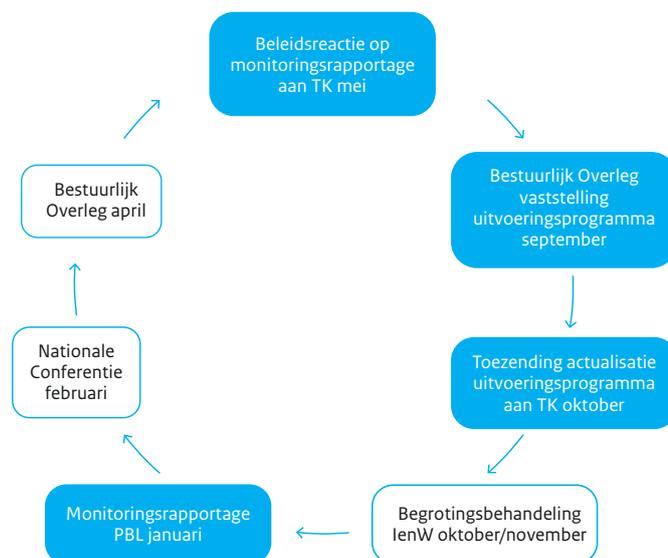 Beleidsreactie op
monitoringsrapportage
aan TK mei
Bestuurlijk Overleg
vaststelling
uitvoeringsprogramma
september
Toezending actualisatie
uitvoeringsprogramma
aan TK oktober
Begrotingsbehandeling
IenW oktober/november
Monitoringsrapportage
PBL januari
Nationale
Conferentie
februari
Bestuurlijk
Overleg april